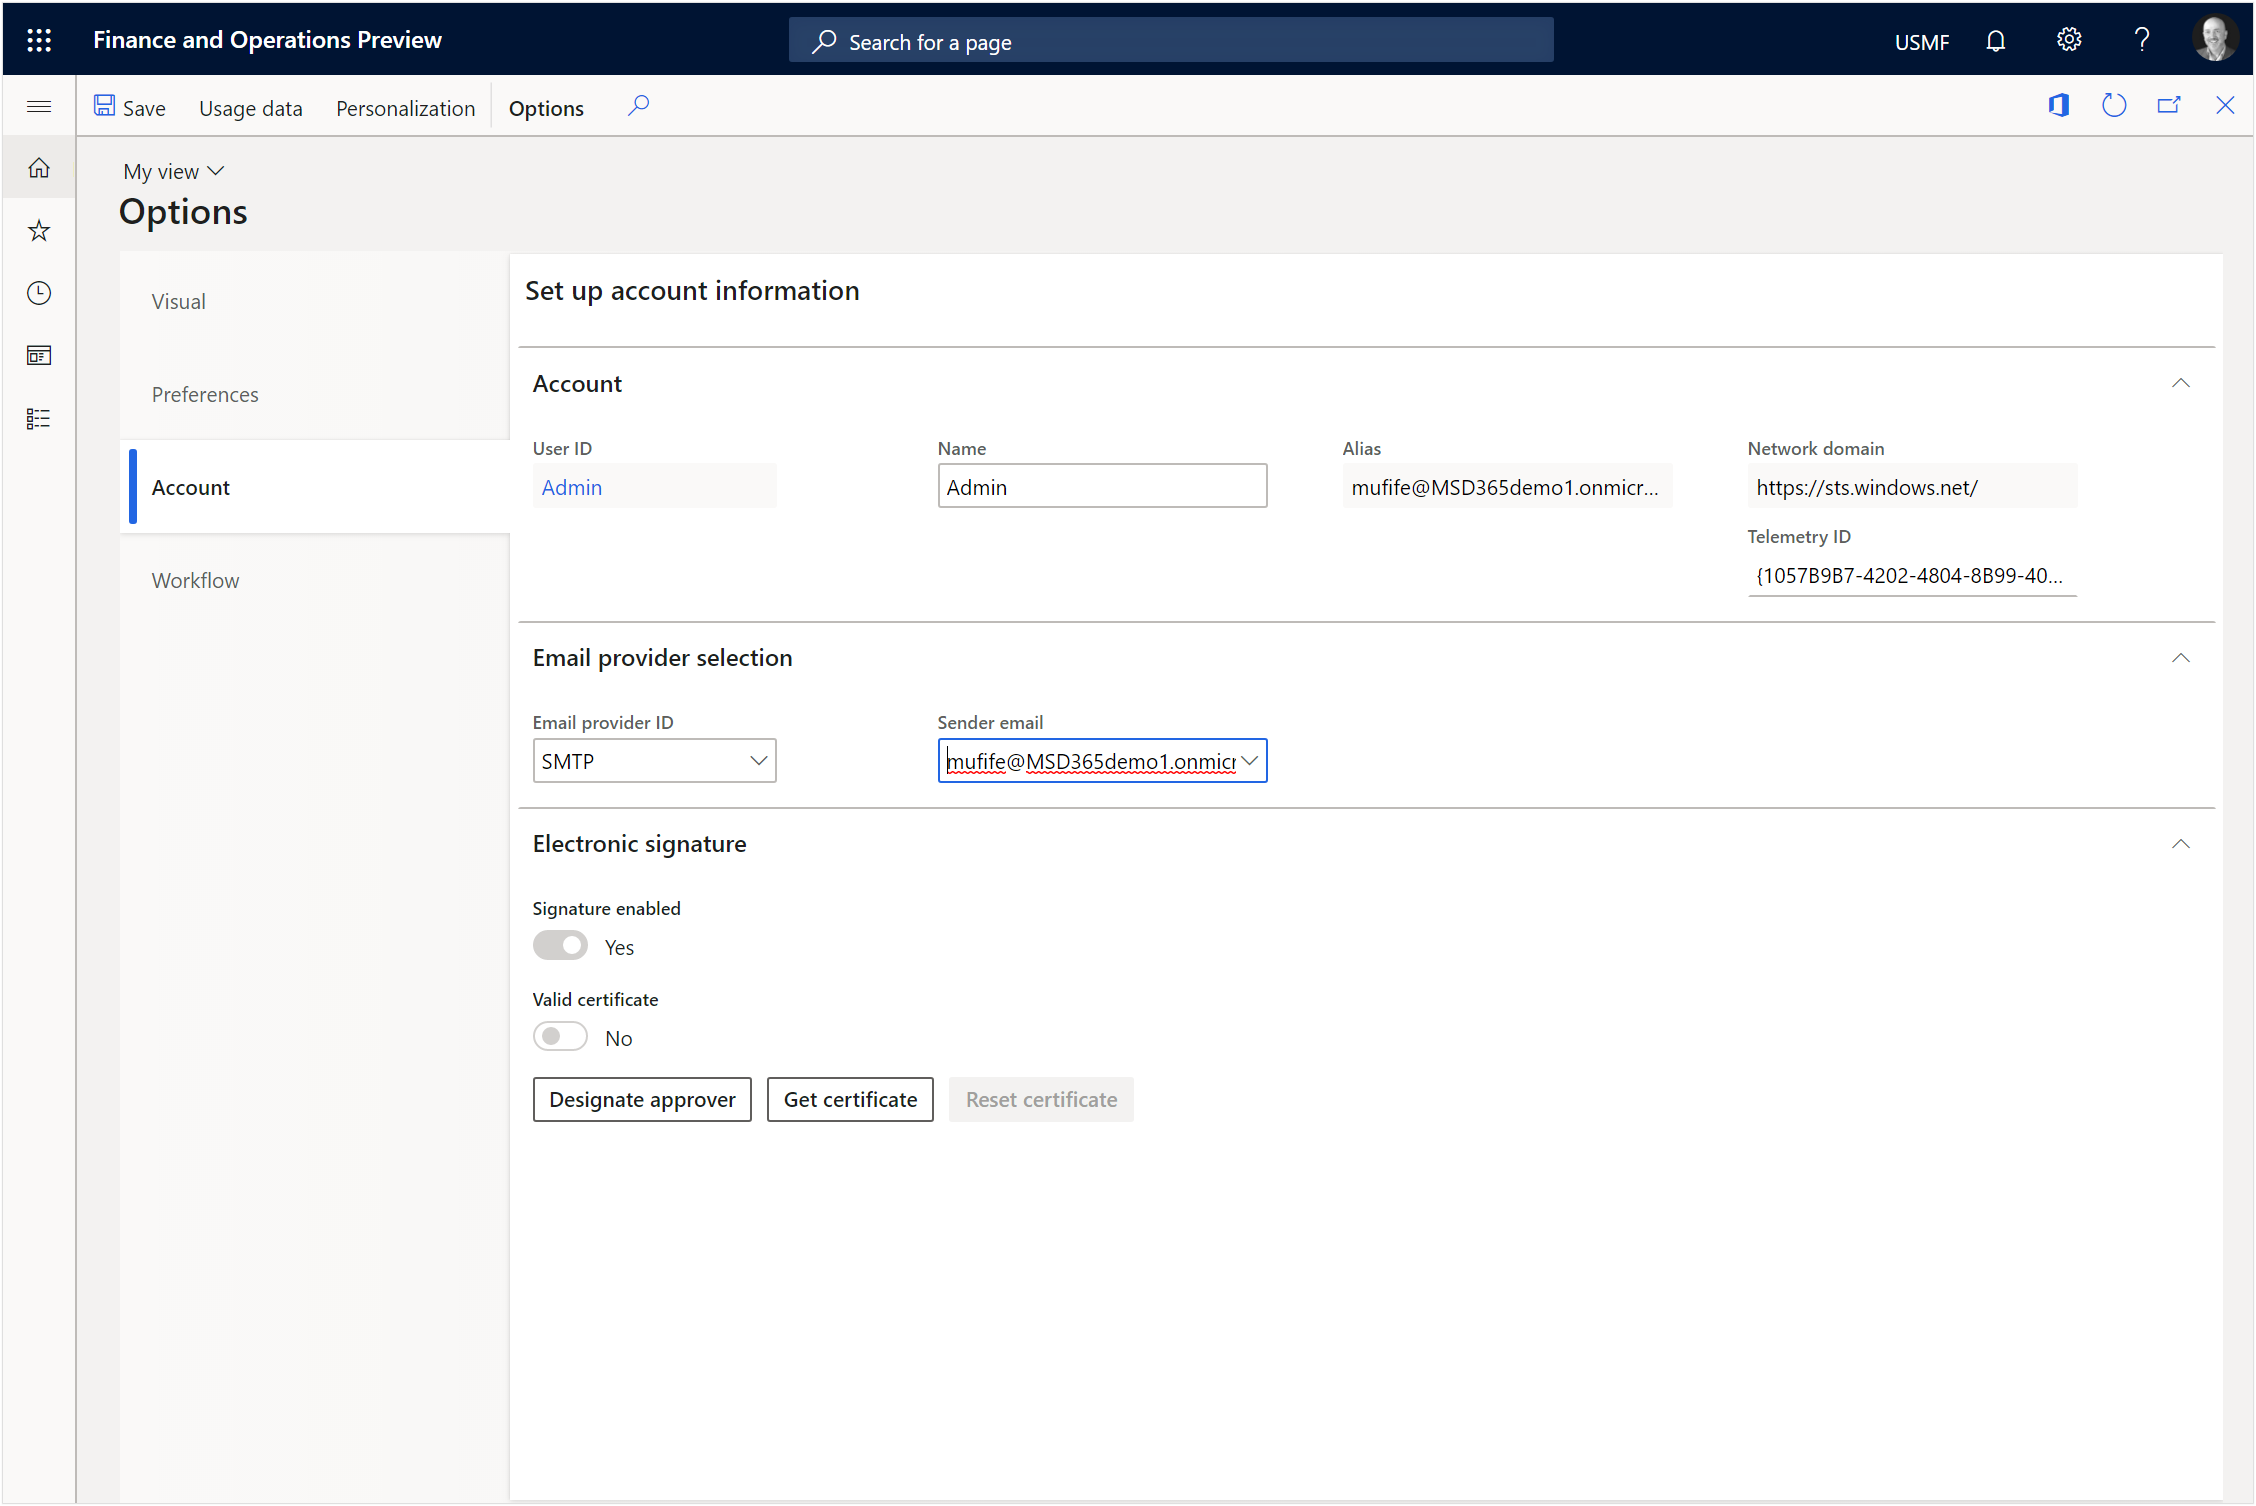 Finance and Operations Preview
Search for a page
USMF
Save
Usage data
Personalization
Options
My view
Options
Visual
Preferences
Account
Workflow
Set up account information
Account
User ID
Name
Alias
Network domain
Admin
Admin
mufife@MSD365demo1.onmicr...
https://sts.windows.net/
Telemetry ID
{1057B9B7-4202-4804-8B99-40...
Email provider selection
Email provider ID
Sender email
SMTP
mufife@MSD365demo1.onmicr
Electronic signature
Signature enabled
Yes
Valid certificate
No
Designate approver
Get certificate
Reset certificate